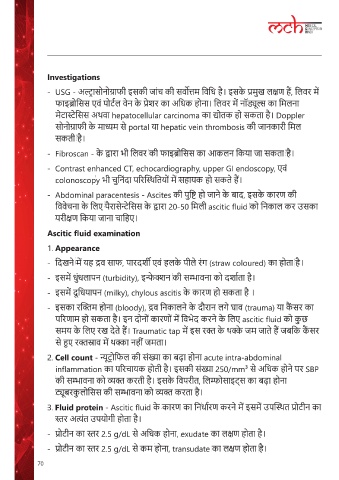 mch
Investigations
- USG - अल्ट्रासोनोग्राफी इसकी जांच की सर्वोत्तम विधि है। इसके प्रमुख लक्षण हैं, लिवर में
फाइब्रोसिस एवं पोर्टल वेन के प्रेशर का अधिक होना। लिवर में नॉड्यूल्स का मिलना
मेटास्टेसिस अथवा hepatocellular carcinoma का द्योतक हो सकता है। Doppler
सोनोग्राफी के माध्यम से portal या hepatic vein thrombosis की जानकारी मिल
सकती है।
- Fibroscan - के द्वारा भी लिवर की फाइब्रोसिस का आकलन किया जा सकता है।
- Contrast enhanced CT, echocardiography, upper GI endoscopy, एवं
colonoscopy भी चुनिंदा परिस्थितियों में सहायक हो सकते हैं।
- Abdominal paracentesis - Ascites की पुष्टि हो जाने के बाद, इसके कारण की
विवेचना के लिए पैरासेन्टेसिस के द्वारा 20-50 मिली ascitic fluid को निकाल कर उसका
परीक्षण किया जाना चाहिए।
Ascitic fluid examination
1. Appearance
- दिखने में यह द्रव साफ, पारदर्शी एवं हलके पीले रंग (straw coloured) का होता है।
- इसमें धुंधलापन (turbidity), इन्फेक्शन की सम्भावना को दर्शाता है।
- इसमें दूधियापन (milky), chylous ascitis के कारण हो सकता है ।
- इसका रक्तिम होना (bloody), द्रव निकालने के दौरान लगे घाव (trauma) या कैंसर का
परिणाम हो सकता है। इन दोनों कारणों में विभेद करने के लिए ascitic fluid को कुछ
समय के लिए रख देते हैं। Traumatic tap में इस रक्त के थक्के जम जाते हैं जबकि कैंसर
से हुए रक्तस्राव में थक्का नहीं जमता।
2. Cell count - न्यूट्रोफिल की संख्या का बढ़ा होना acute intra-abdominal
inflammation का परिचायक होती है। इसकी संख्या 250/mm³ से अधिक होने पर SBP
की सम्भावना को व्यक्त करती है। इसके विपरीत, लिम्फोसाइट्स का बढ़ा होना
ट्यूबरकुलोसिस की सम्भावना को व्यक्त करता है।
3. Fluid protein - Ascitic fluid के कारण का निर्धारण करने में इसमें उपस्थित प्रोटीन का
स्तर अत्यंत उपयोगी होता है।
- प्रोटीन का स्तर 2.5 g/dL से अधिक होना, exudate का लक्षण होता है।
- प्रोटीन का स्तर 2.5 g/dL से कम होना, transudate का लक्षण होता है।
70